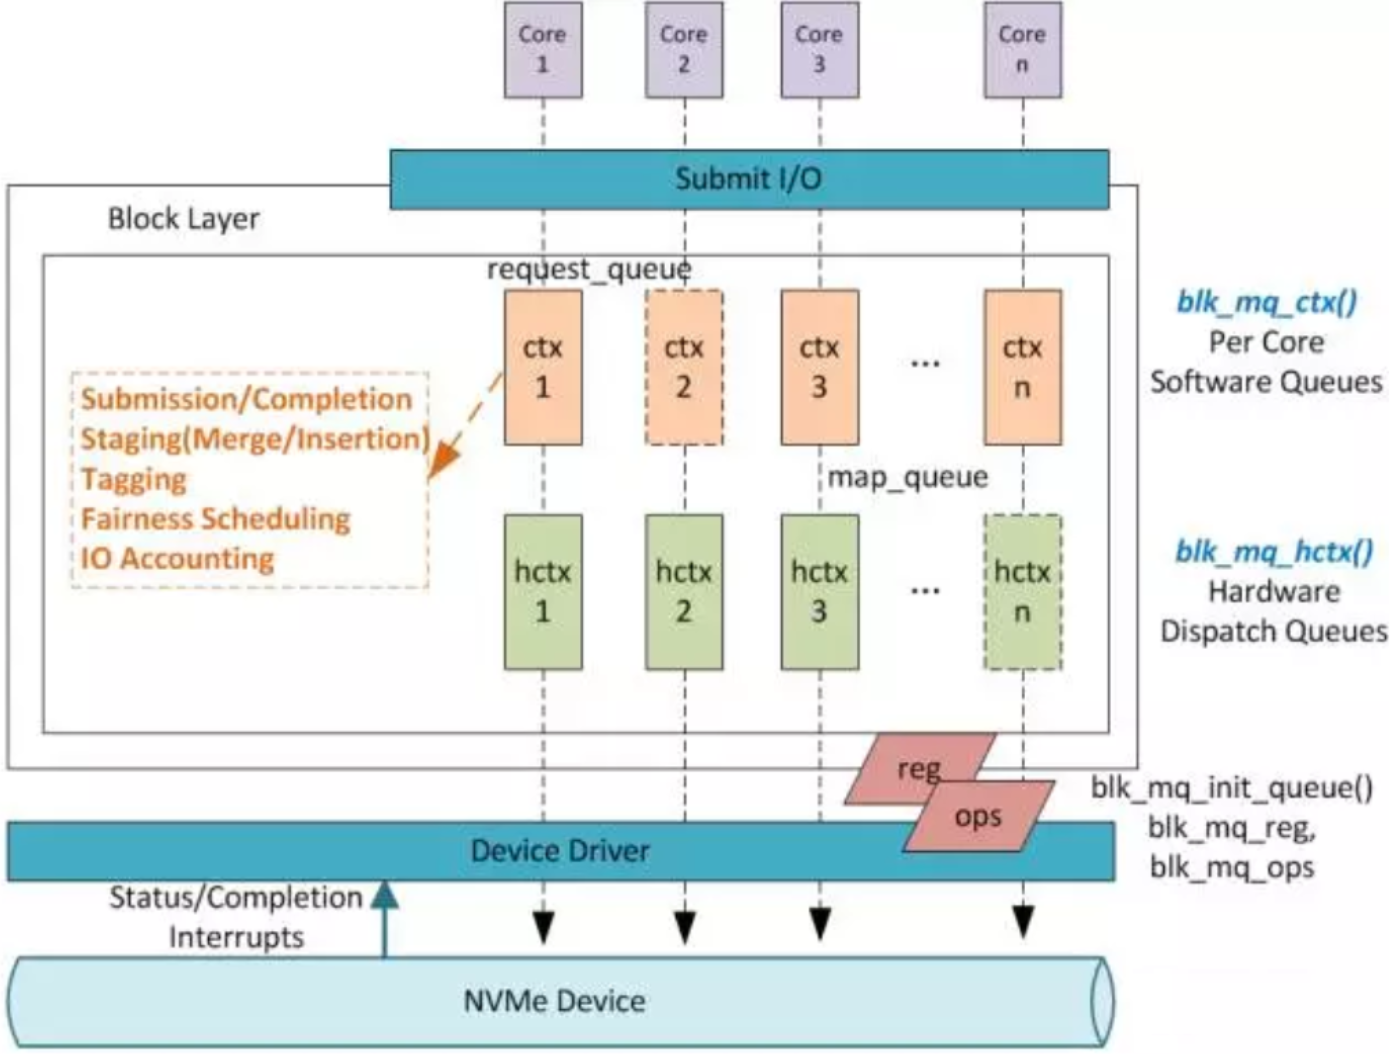 Core
1
Core
2
Core
3
Core
n
Submit I/O
Block Layer
request_queue
ctx
1
ctx
2
ctx
3
...
ctx
n
blk_mq_ctx()
Per Core
Software Queues
Submission/Completion
Staging(Merge/Insertion)
Tagging
Fairness Scheduling
IO Accounting
map_queue
hctx
1
hctx
2
hctx
3
...
hctx
n
blk_mq_hctx()
Hardware
Dispatch Queues
reg
ops
blk_mq_init_queue()
blk_mq_reg,
blk_mq_ops
Device Driver
Status/Completion
Interrupts
NVMe Device